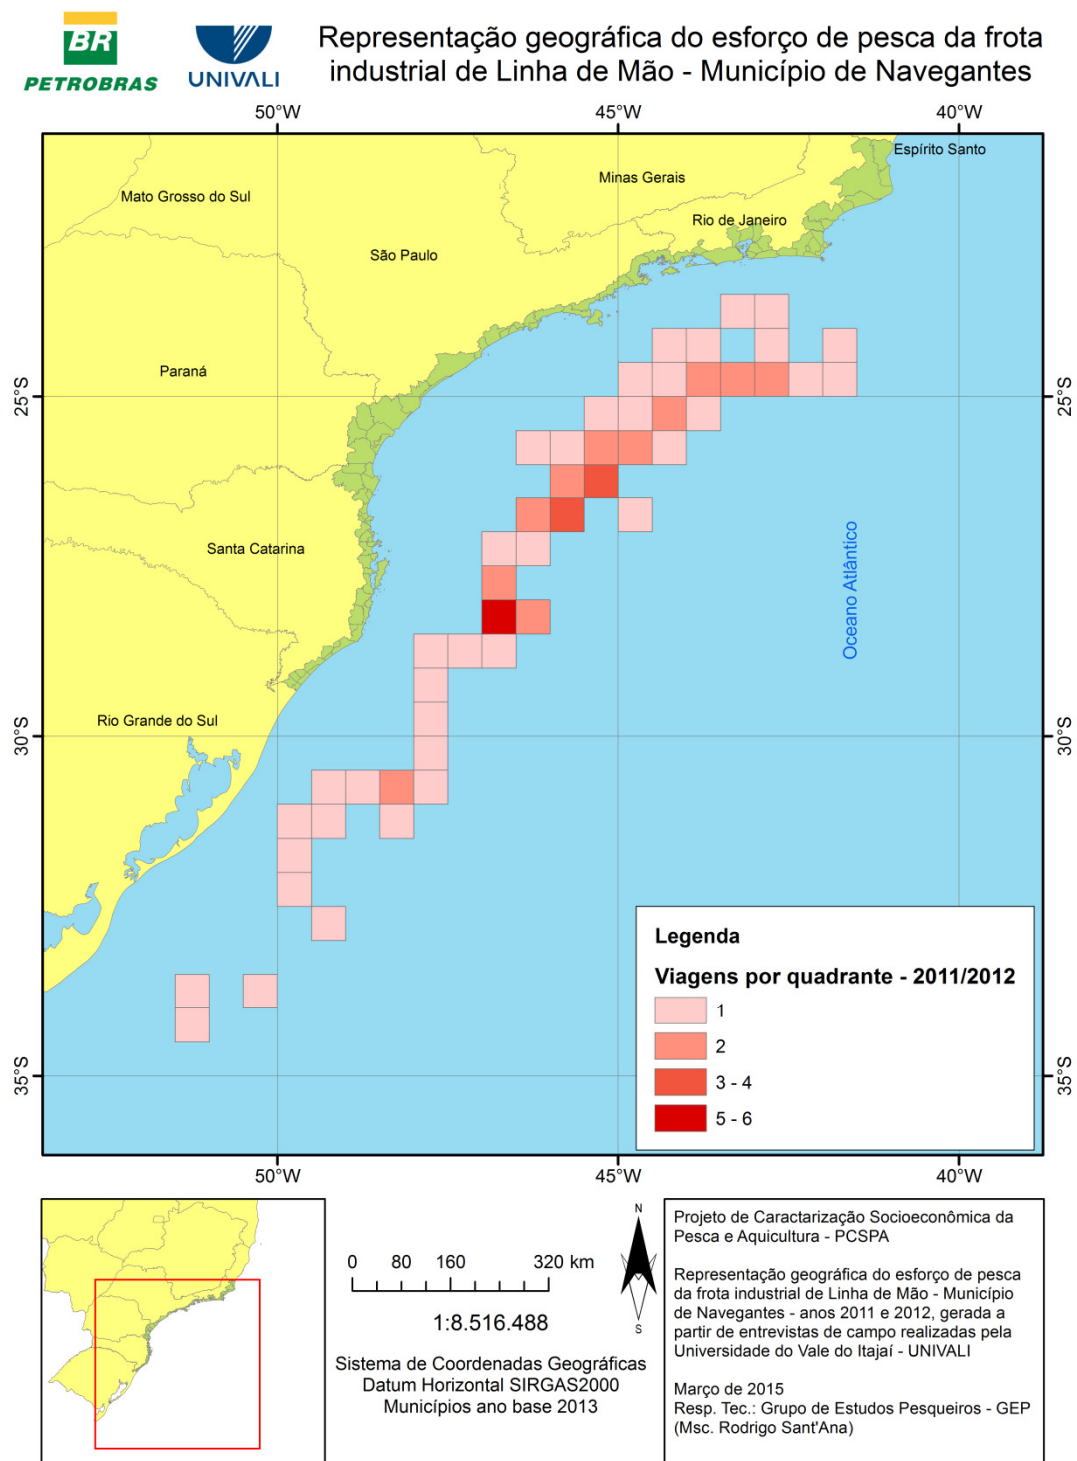 BR
PETROBRAS
UNIVALI
Representação geográfica do esforço de pesca da frota
industrial de Linha de Mão - Município de Navegantes
50°W 45°W 40°W
Espírito Santo
Minas Gerais
Mato Grosso do Sul
Rio de Janeiro
São Paulo
Paraná
25°S 25°S
Santa Catarina
Oceano Atlântico
Rio Grande do Sul
30°S 30°S
35°S 35°S
Legenda
Viagens por quadrante - 2011/2012
1
2
3 - 4
5 - 6
50°W 45°W 40°W
0 80 160 320 km
1:8.516.488
Sistema de Coordenadas Geográficas
Datum Horizontal SIRGAS2000
Municípios ano base 2013
N
S
Projeto de Caractarização Socioeconômica da
Pesca e Aquicultura - PCSPA
Representação geográfica do esforço de pesca
da frota industrial de Linha de Mão - Município
de Navegantes - anos 2011 e 2012, gerada a
partir de entrevistas de campo realizadas pela
Universidade do Vale do Itajaí - UNIVALI
Março de 2015
Resp. Tec.: Grupo de Estudos Pesqueiros - GEP
(Msc. Rodrigo Sant'Ana)